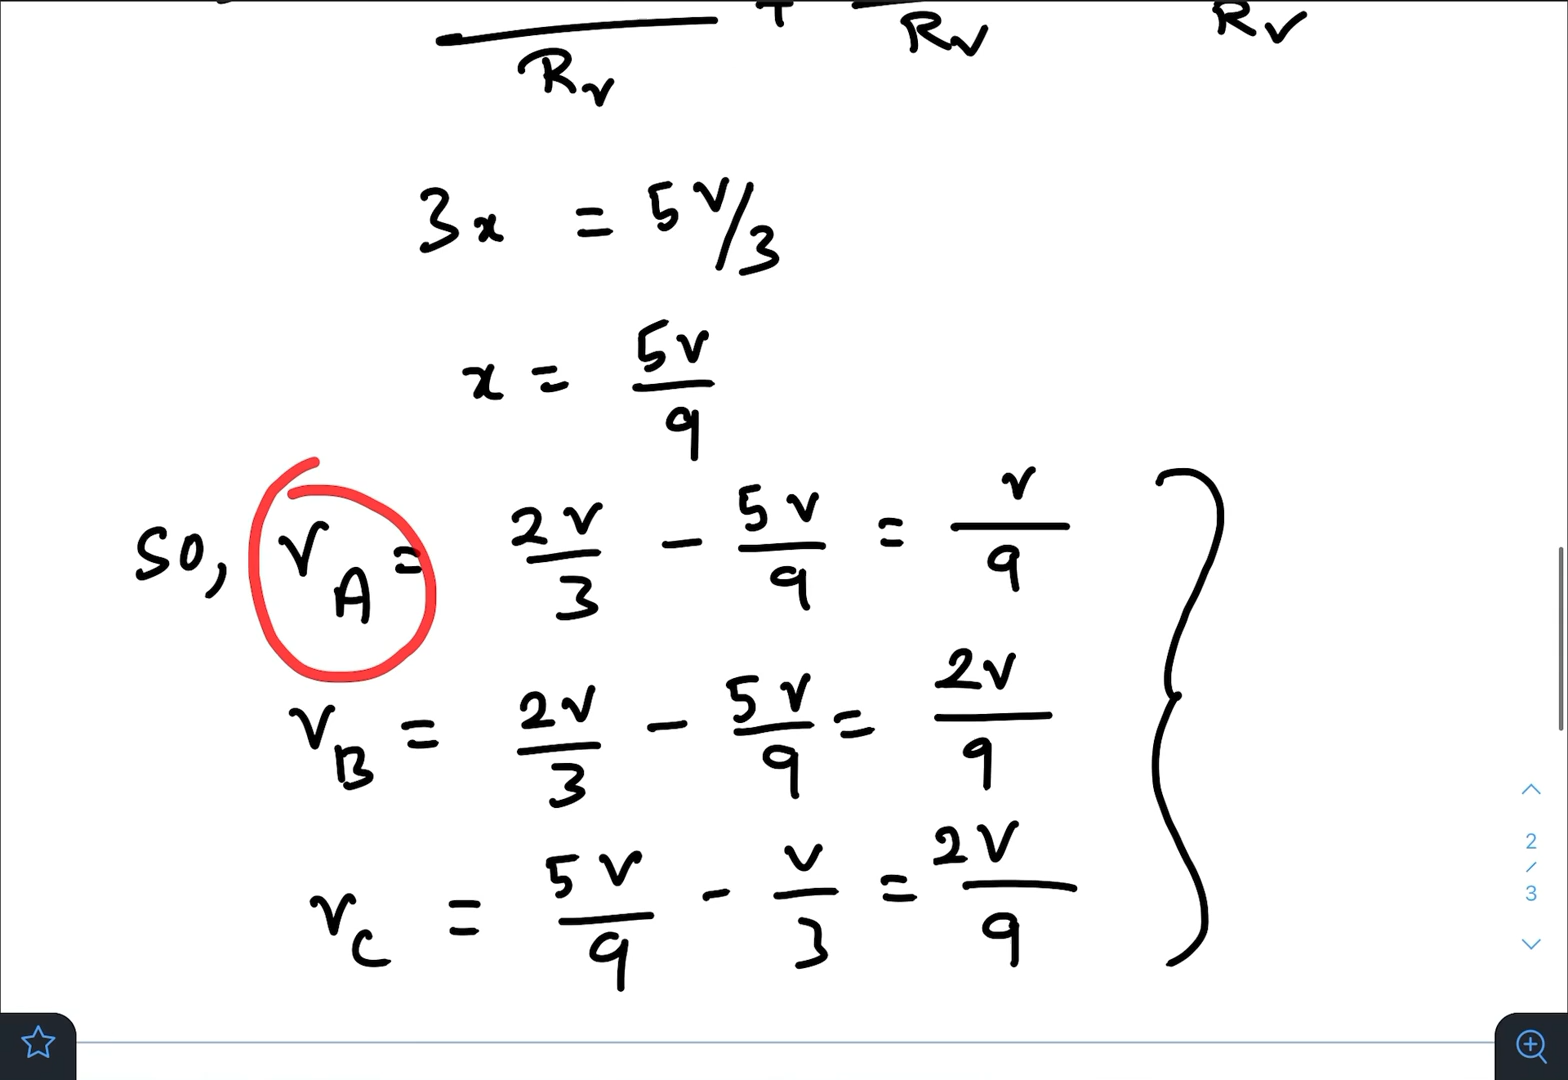 Rv + Rv Rv
3x = 5V/3
x = 5V/9
so, VA = 2V/3 - 5V/9 = V/9
VB = 2V/3 - 5V/9 = 2V/9
VC = 5V/9 - V/3 = 2V/9
2/3